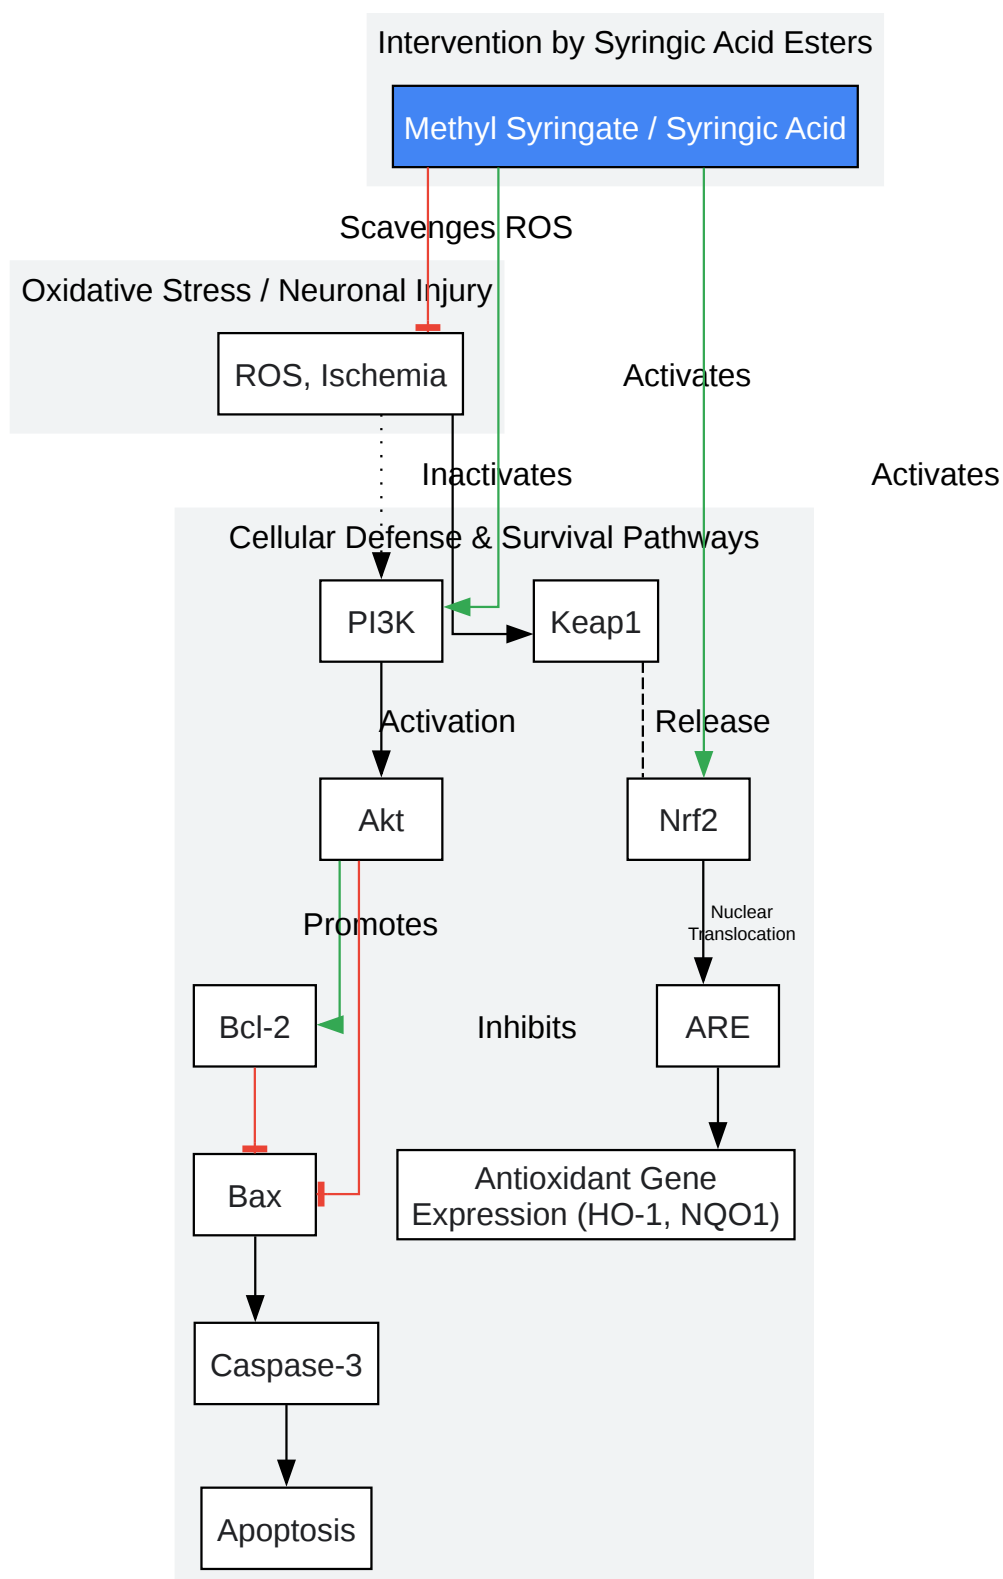 Intervention by Syringic Acid Esters
Methyl Syringate / Syringic Acid
Scavenges ROS
Oxidative Stress / Neuronal Injury
ROS, Ischemia
Activates
Inactivates
Activates
Cellular Defense & Survival Pathways
PI3K
Keap1
Activation
Release
Akt
Nrf2
Nuclear
Translocation
Promotes
Bcl-2
Inhibits
ARE
Bax
Antioxidant Gene
Expression (HO-1, NQO1)
Caspase-3
Apoptosis